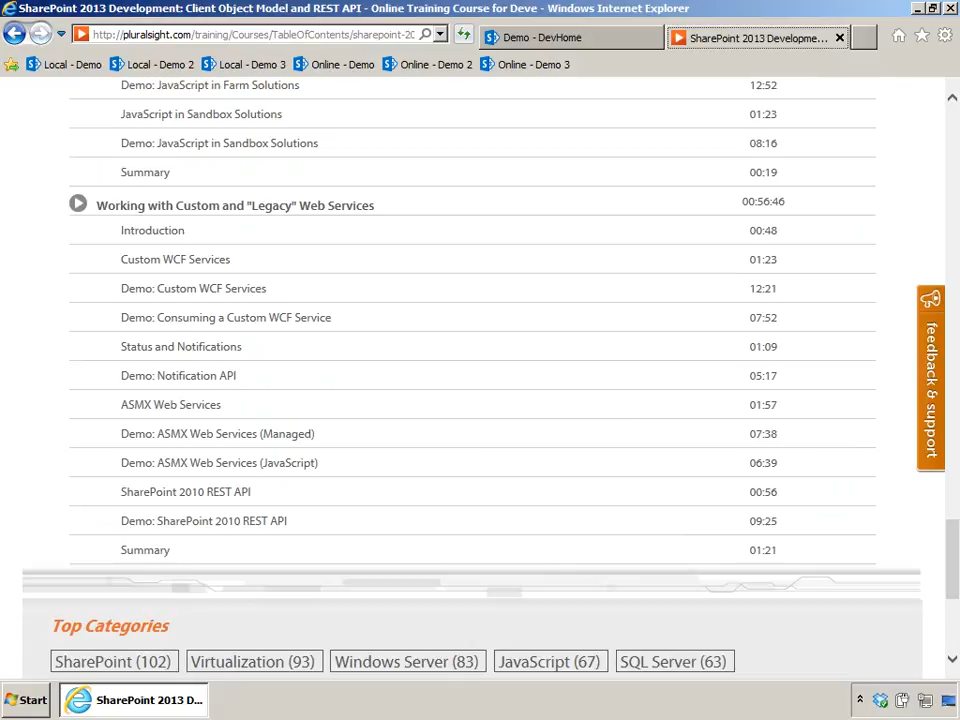 SharePoint 2013 Development: Client Object Model and REST API - Online Training Course for Deve - Windows Internet Explorer
http://pluralsight.com/training/Courses/TableOfContents/sharepoint-20
Demo - DevHome
SharePoint 2013 Developme...
Local - Demo
Local - Demo 2
Local - Demo 3
Online - Demo
Online - Demo 2
Online - Demo 3
Demo: JavaScript in Farm Solutions 12:52
JavaScript in Sandbox Solutions 01:23
Demo: JavaScript in Sandbox Solutions 08:16
Summary 00:19
Working with Custom and "Legacy" Web Services 00:56:46
Introduction 00:48
Custom WCF Services 01:23
Demo: Custom WCF Services 12:21
Demo: Consuming a Custom WCF Service 07:52
Status and Notifications 01:09
Demo: Notification API 05:17
ASMX Web Services 01:57
Demo: ASMX Web Services (Managed) 07:38
Demo: ASMX Web Services (JavaScript) 06:39
SharePoint 2010 REST API 00:56
Demo: SharePoint 2010 REST API 09:25
Summary 01:21
feedback & support
Top Categories
SharePoint (102)
Virtualization (93)
Windows Server (83)
JavaScript (67)
SQL Server (63)
Start
SharePoint 2013 D...